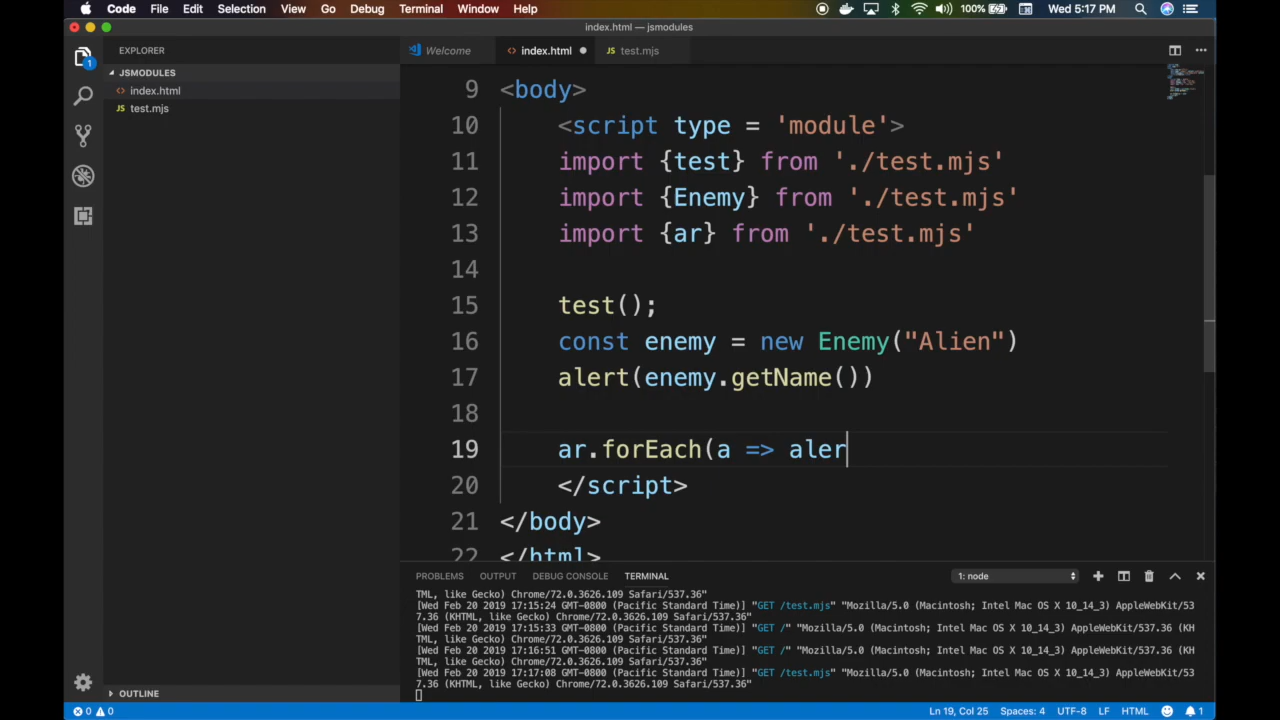 Code File Edit Selection View Go Debug Terminal Window Help 100% Wed 5:17 PM
index.html — jsmodules
EXPLORER
JSMODULES
index.html
test.mjs
OUTLINE
1
Welcome index.html test.mjs
9 <body>
10 <script type = 'module'>
11 import {test} from './test.mjs'
12 import {Enemy} from './test.mjs'
13 import {ar} from './test.mjs'
14
15 test();
16 const enemy = new Enemy("Alien")
17 alert(enemy.getName())
18
19 ar.forEach(a => aler
20 </script>
21 </body>
22 </html>
PROBLEMS OUTPUT DEBUG CONSOLE TERMINAL 1: node
TML, like Gecko) Chrome/72.0.3626.109 Safari/537.36"
[Wed Feb 20 2019 17:15:24 GMT-0800 (Pacific Standard Time)] "GET /test.mjs" "Mozilla/5.0 (Macintosh; Intel Mac OS X 10_14_3) AppleWebKit/53
7.36 (KHTML, like Gecko) Chrome/72.0.3626.109 Safari/537.36"
[Wed Feb 20 2019 17:15:33 GMT-0800 (Pacific Standard Time)] "GET /" "Mozilla/5.0 (Macintosh; Intel Mac OS X 10_14_3) AppleWebKit/537.36 (KH
TML, like Gecko) Chrome/72.0.3626.109 Safari/537.36"
[Wed Feb 20 2019 17:16:51 GMT-0800 (Pacific Standard Time)] "GET /" "Mozilla/5.0 (Macintosh; Intel Mac OS X 10_14_3) AppleWebKit/537.36 (KH
TML, like Gecko) Chrome/72.0.3626.109 Safari/537.36"
[Wed Feb 20 2019 17:17:08 GMT-0800 (Pacific Standard Time)] "GET /test.mjs" "Mozilla/5.0 (Macintosh; Intel Mac OS X 10_14_3) AppleWebKit/53
7.36 (KHTML, like Gecko) Chrome/72.0.3626.109 Safari/537.36"
0 0 Ln 19, Col 25 Spaces: 4 UTF-8 LF HTML 1